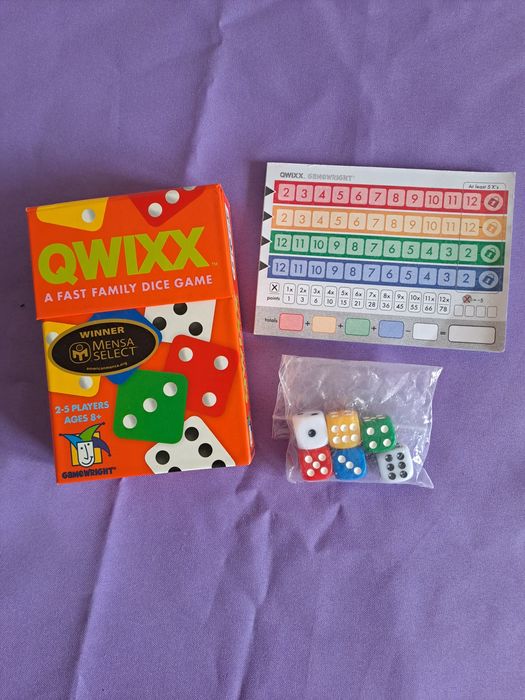 QWIXX™
A FAST FAMILY DICE GAME
WINNER
MENSA
SELECT
americanmensa.org
2-5 PLAYERS
AGES 8+
GAMEWRIGHT®
QWIXX. GAMEWRIGHT®
At least 5 X's
2 3 4 5 6 7 8 9 10 11 12
2 3 4 5 6 7 8 9 10 11 12
12 11 10 9 8 7 6 5 4 3 2
12 11 10 9 8 7 6 5 4 3 2
X 1x 2x 3x 4x 5x 6x 7x 8x 9x 10x 11x 12x X = -5
points 1 3 6 10 15 21 28 36 45 55 66 78
totals + + + - =